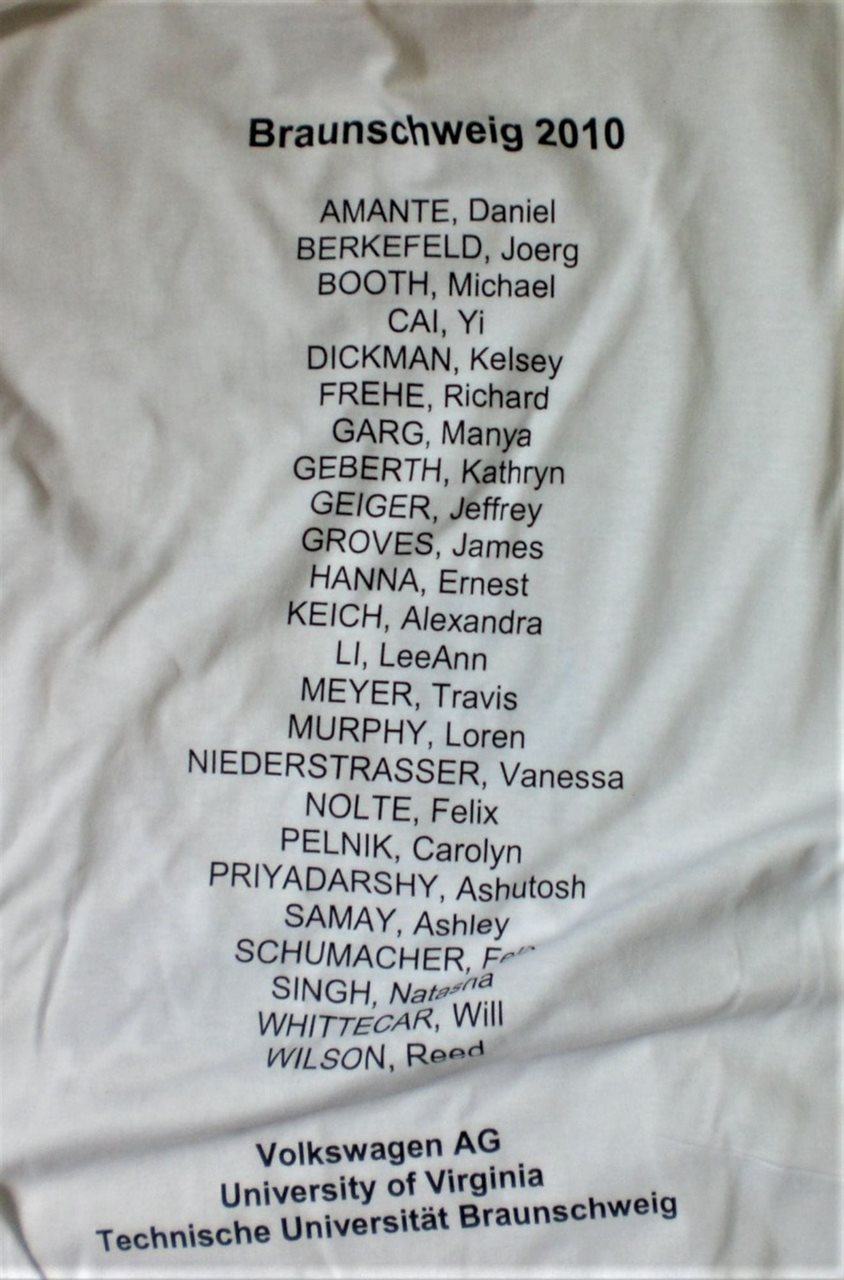 Braunschweig 2010
AMANTE, Daniel
BERKEFELD, Joerg
BOOTH, Michael
CAI, Yi
DICKMAN, Kelsey
FREHE, Richard
GARG, Manya
GEBERTH, Kathryn
GEIGER, Jeffrey
GROVES, James
HANNA, Ernest
KEICH, Alexandra
LI, LeeAnn
MEYER, Travis
MURPHY, Loren
NIEDERSTRASSER, Vanessa
NOLTE, Felix
PELNIK, Carolyn
PRIYADARSHY, Ashutosh
SAMAY, Ashley
SCHUMACHER,
SINGH, Natasha
WHITTECAR, Will
WILSON, Reed
Volkswagen AG
University of Virginia
Technische Universität Braunschweig